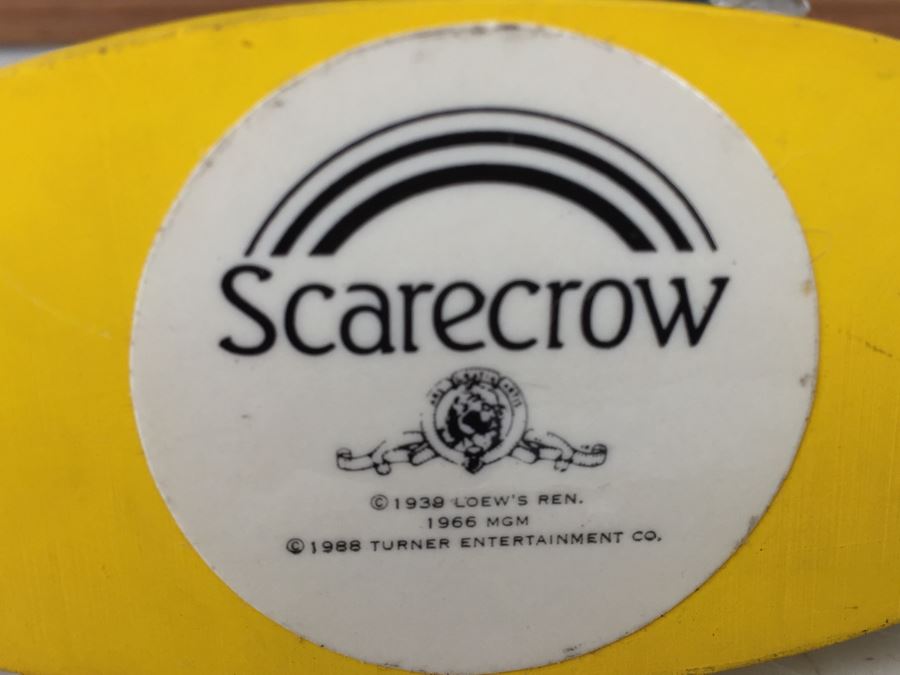 Scarecrow
©1939 LOEW'S REN.
1966 MGM
©1988 TURNER ENTERTAINMENT CO.